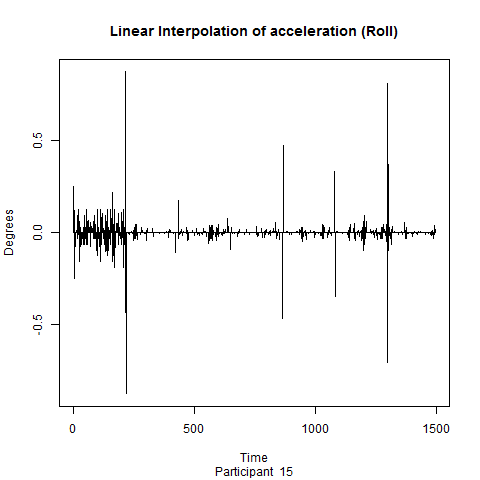 Linear Interpolation of acceleration (Roll)
Degrees
0.5
0.0
-0.5
0 500 1000 1500
Time
Participant 15